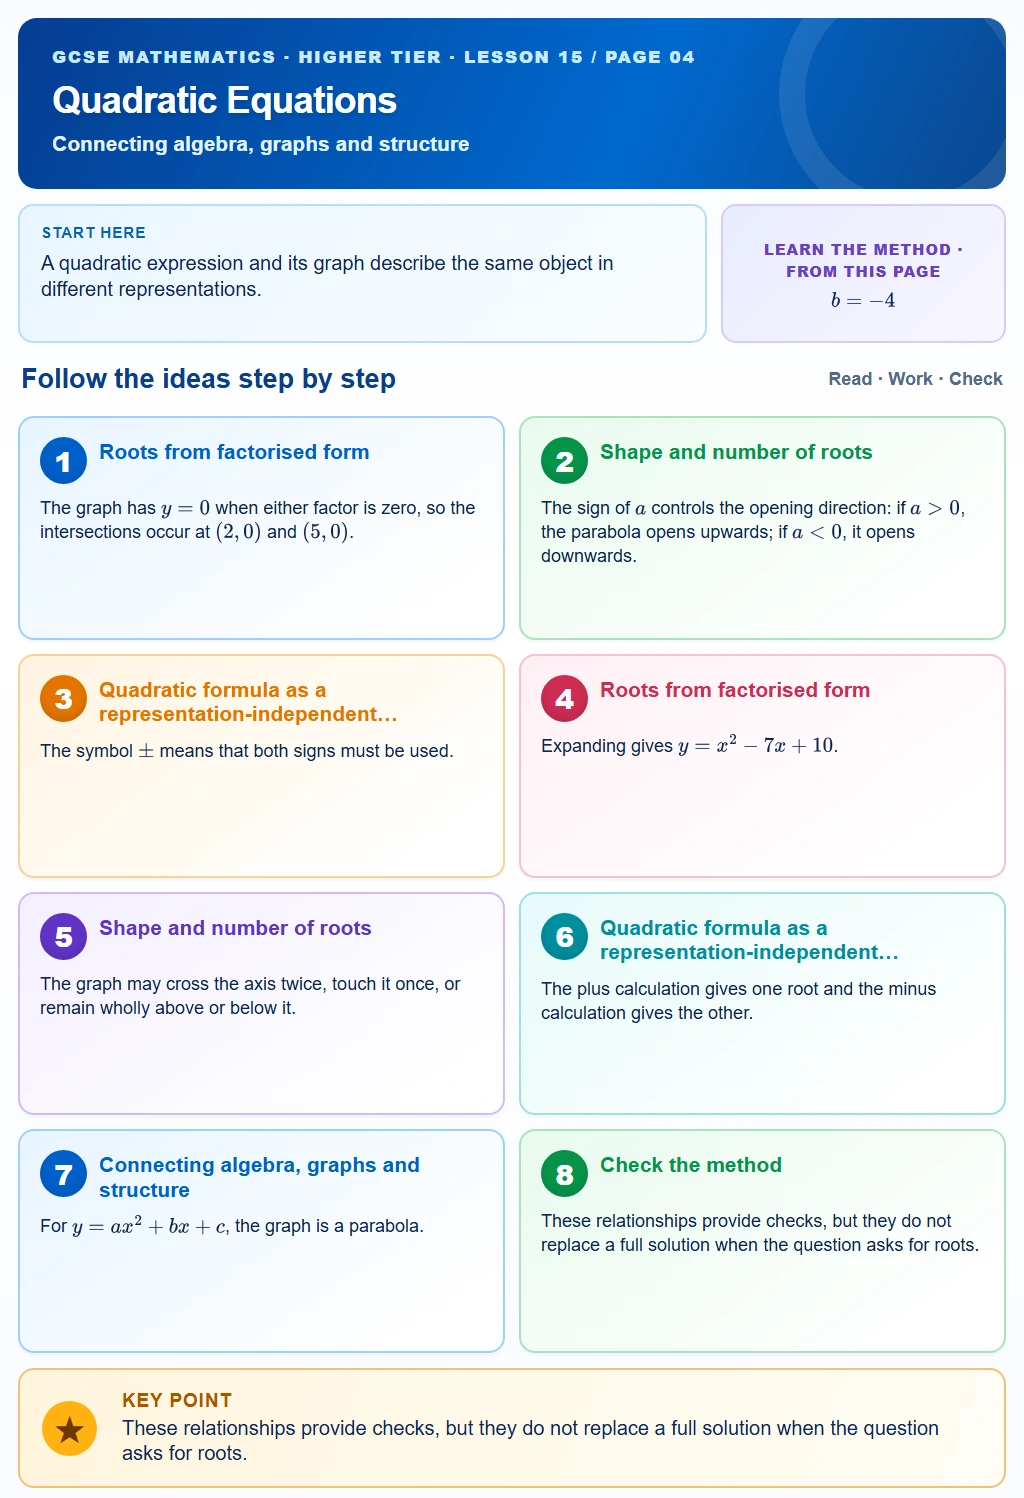 GCSE MATHEMATICS · HIGHER TIER · LESSON 15 / PAGE 04
Quadratic Equations
Connecting algebra, graphs and structure
START HERE
A quadratic expression and its graph describe the same object in
different representations.
LEARN THE METHOD ·
FROM THIS PAGE
b = −4
Follow the ideas step by step
Read · Work · Check
1
Roots from factorised form
The graph has y = 0 when either factor is zero, so the
intersections occur at (2, 0) and (5, 0).
2
Shape and number of roots
The sign of a controls the opening direction: if a > 0,
the parabola opens upwards; if a < 0, it opens
downwards.
3
Quadratic formula as a
representation-independent…
The symbol ± means that both signs must be used.
4
Roots from factorised form
Expanding gives y = x² − 7x + 10.
5
Shape and number of roots
The graph may cross the axis twice, touch it once, or
remain wholly above or below it.
6
Quadratic formula as a
representation-independent…
The plus calculation gives one root and the minus
calculation gives the other.
7
Connecting algebra, graphs and
structure
For y = ax² + bx + c, the graph is a parabola.
8
Check the method
These relationships provide checks, but they do not
replace a full solution when the question asks for roots.
KEY POINT
These relationships provide checks, but they do not replace a full solution when the question
asks for roots.